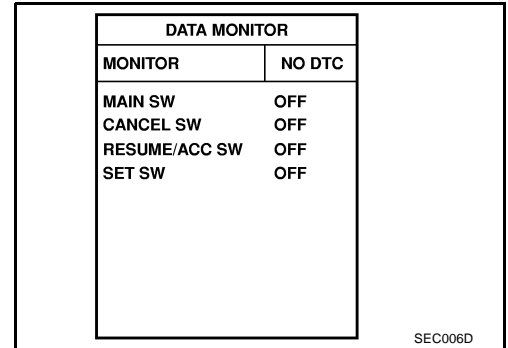 DATA MONITOR
MONITOR NO DTC
MAIN SW OFF
CANCEL SW OFF
RESUME/ACC SW OFF
SET SW OFF
SEC006D